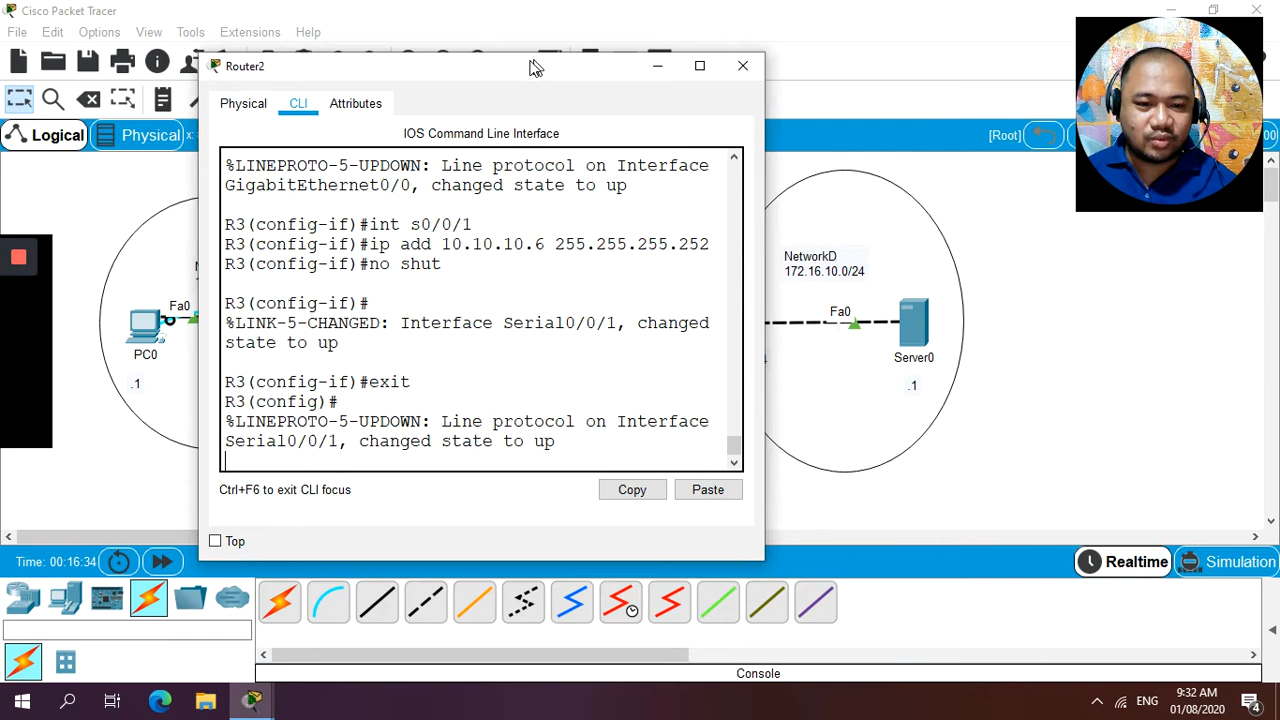 Cisco Packet Tracer
File Edit Options View Tools Extensions Help
Router2
Physical CLI Attributes
IOS Command Line Interface
Logical
Physical
x:
[Root]
%LINEPROTO-5-UPDOWN: Line protocol on Interface
GigabitEthernet0/0, changed state to up
R3(config-if)#int s0/0/1
R3(config-if)#ip add 10.10.10.6 255.255.255.252
R3(config-if)#no shut
R3(config-if)#
%LINK-5-CHANGED: Interface Serial0/0/1, changed
state to up
R3(config-if)#exit
R3(config)#
%LINEPROTO-5-UPDOWN: Line protocol on Interface
Serial0/0/1, changed state to up
Ctrl+F6 to exit CLI focus
Copy
Paste
Top
Fa0
PC0
.1
NetworkD
172.16.10.0/24
Fa0
Server0
.1
Time: 00:16:34
Realtime
Simulation
Console
ENG
9:32 AM
01/08/2020
4